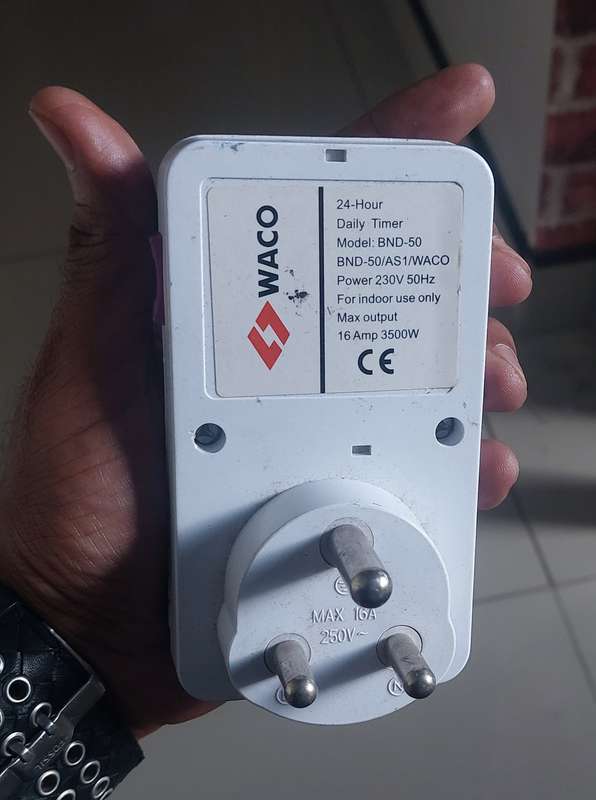 WACO
24-Hour
Daily Timer
Model: BND-50
BND-50/AS1/WACO
Power 230V 50Hz
For indoor use only
Max output
16 Amp 3500W
CE
E
MAX 16A
250V~
N
FOSSIL